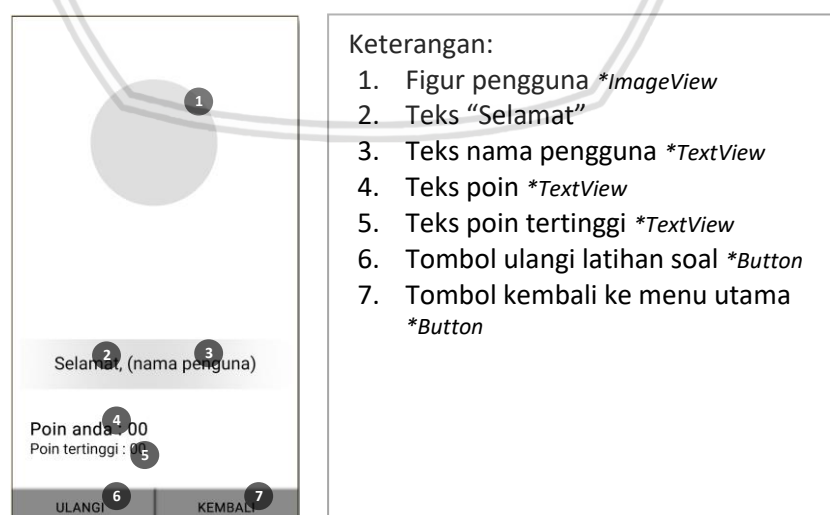 1
2
3
Selamat, (nama penguna)
4
Poin anda : 00
Poin tertinggi : 00
5
6
7
ULANGI
KEMBALI
Keterangan:
1. Figur pengguna *ImageView
2. Teks “Selamat”
3. Teks nama pengguna *TextView
4. Teks poin *TextView
5. Teks poin tertinggi *TextView
6. Tombol ulangi latihan soal *Button
7. Tombol kembali ke menu utama
*Button